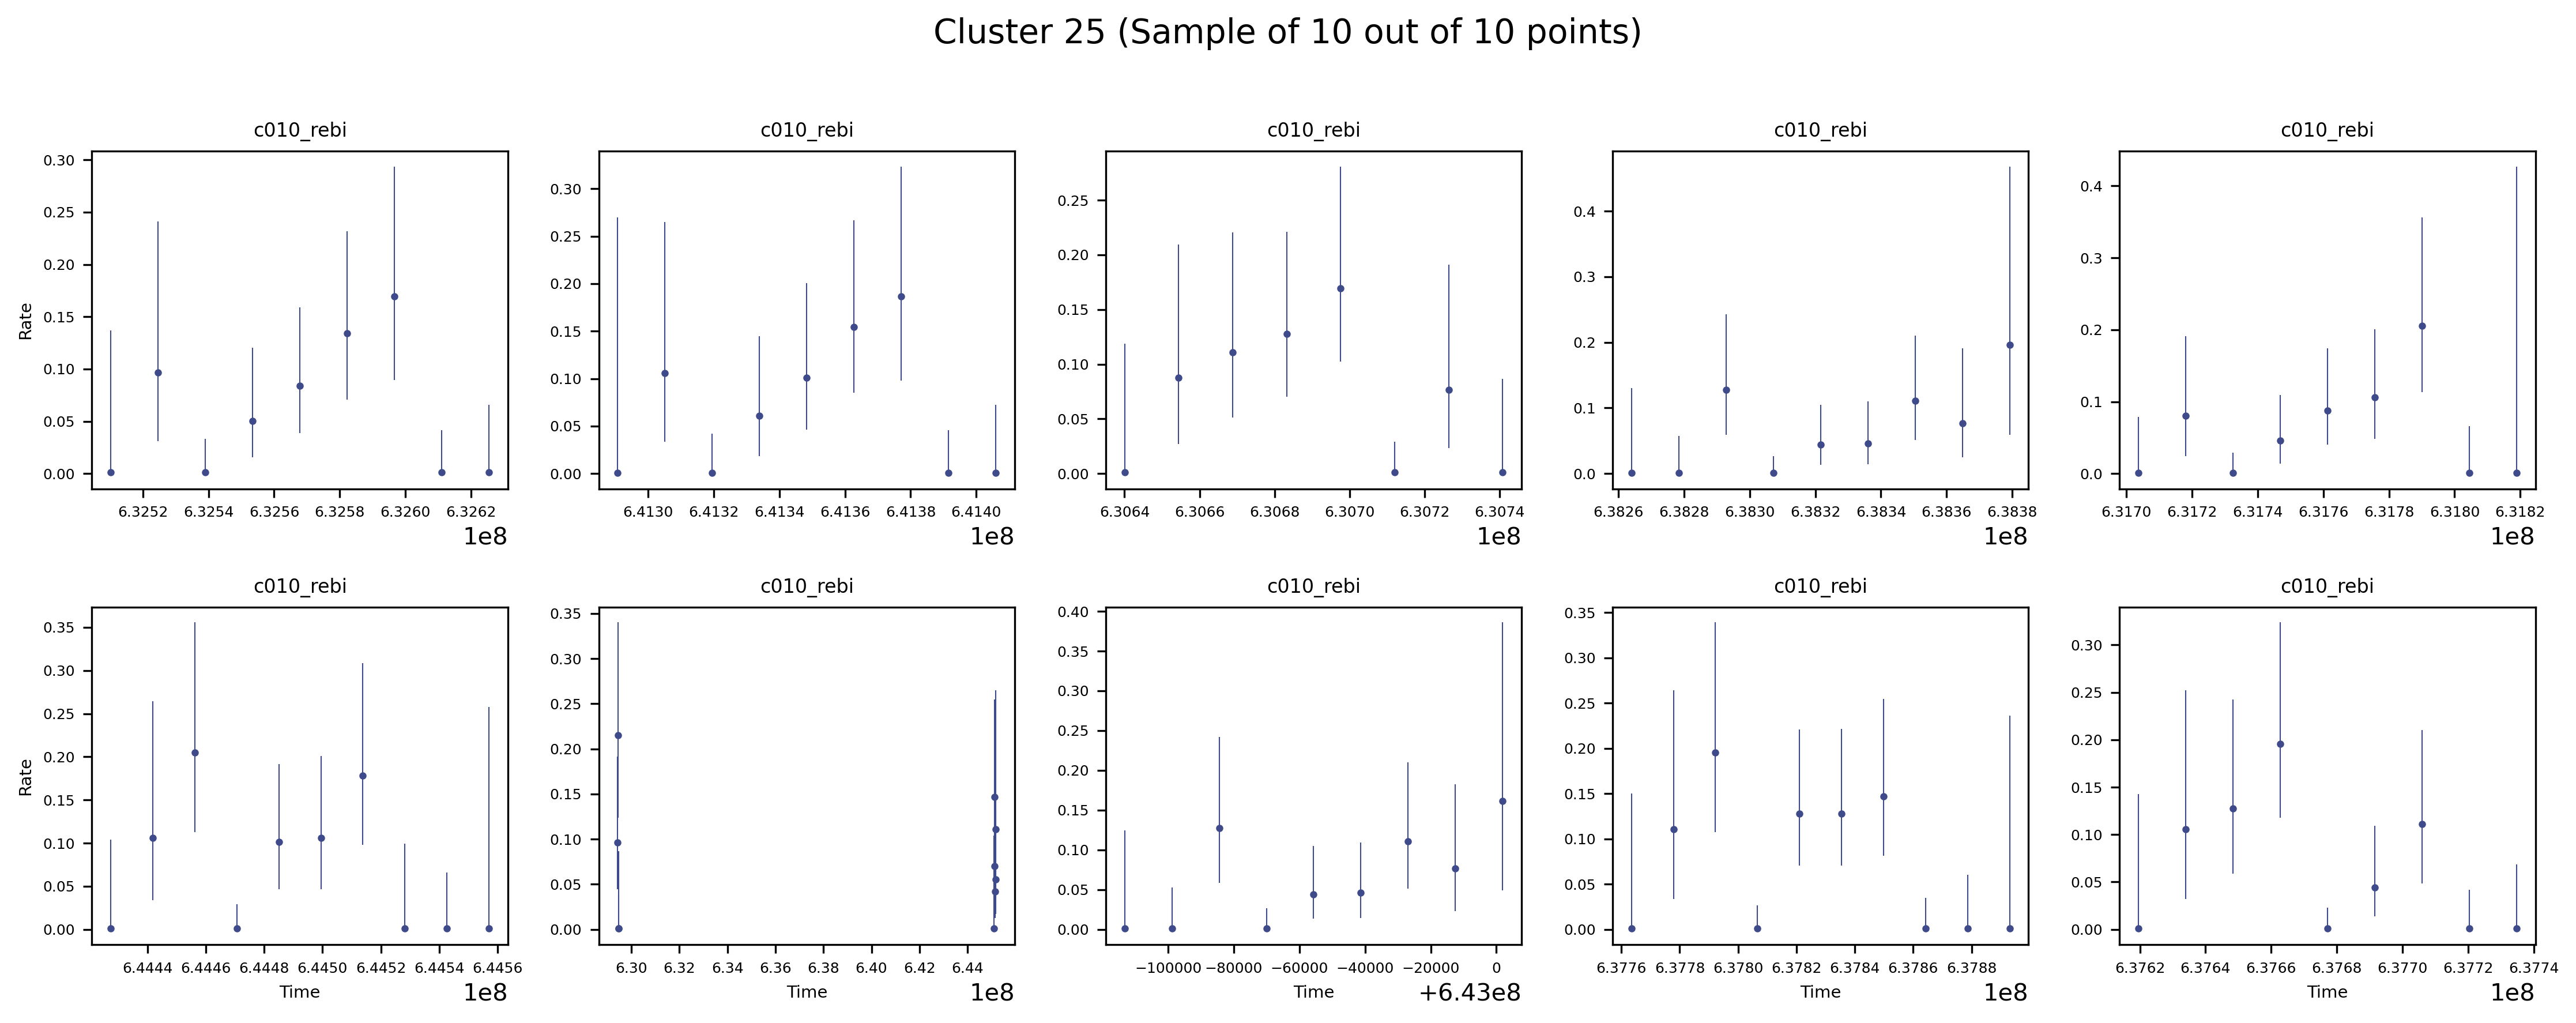 Cluster 25 (Sample of 10 out of 10 points)
c010_rebi
c010_rebi
c010_rebi
c010_rebi
c010_rebi
Rate
0.30
0.25
0.20
0.15
0.10
0.05
0.00
6.3252 6.3254 6.3256 6.3258 6.3260 6.3262
1e8
0.30
0.25
0.20
0.15
0.10
0.05
0.00
6.4130 6.4132 6.4134 6.4136 6.4138 6.4140
1e8
0.25
0.20
0.15
0.10
0.05
0.00
6.3064 6.3066 6.3068 6.3070 6.3072 6.3074
1e8
0.4
0.3
0.2
0.1
0.0
6.3826 6.3828 6.3830 6.3832 6.3834 6.3836 6.3838
1e8
0.4
0.3
0.2
0.1
0.0
6.3170 6.3172 6.3174 6.3176 6.3178 6.3180 6.3182
1e8
c010_rebi
c010_rebi
c010_rebi
c010_rebi
c010_rebi
Rate
0.35
0.30
0.25
0.20
0.15
0.10
0.05
0.00
6.4444 6.4446 6.4448 6.4450 6.4452 6.4454 6.4456
Time
1e8
0.35
0.30
0.25
0.20
0.15
0.10
0.05
0.00
6.30 6.32 6.34 6.36 6.38 6.40 6.42 6.44
Time
1e8
0.40
0.35
0.30
0.25
0.20
0.15
0.10
0.05
0.00
−100000 −80000 −60000 −40000 −20000 0
Time
+6.43e8
0.35
0.30
0.25
0.20
0.15
0.10
0.05
0.00
6.3776 6.3778 6.3780 6.3782 6.3784 6.3786 6.3788
Time
1e8
0.30
0.25
0.20
0.15
0.10
0.05
0.00
6.3762 6.3764 6.3766 6.3768 6.3770 6.3772 6.3774
Time
1e8